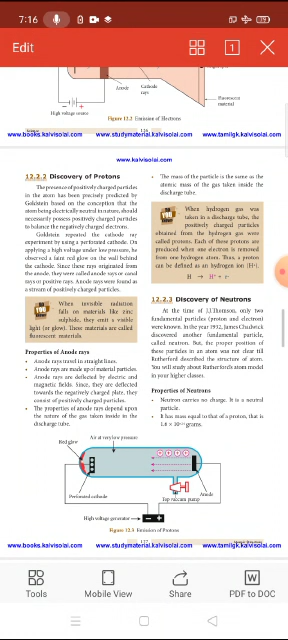 7:16
Edit
1
Anode
Cathode
rays
Fluorescent
material
High voltage source
Figure 12.2 Emission of Electrons
126
www.books.kalvisolai.com www.studymaterial.kalvisolai.com www.tamilgk.kalvisolai.com
www.kalvisolai.com
12.2.2 Discovery of Protons
The presence of positively charged particles
in the atom has been precisely predicted by
Goldstein based on the conception that the
atom being electrically neutral in nature, should
necessarily possess positively charged particles
to balance the negatively charged electrons.
Goldstein repeated the cathode ray
experiment by using a perforated cathode. On
applying a high voltage under low pressure, he
observed a faint red glow on the wall behind
the cathode. Since these rays originated from
the anode, they were called anode rays or canal
rays or positive rays. Anode rays were found as
a stream of positively charged particles.
When invisible radiation
falls on materials like zinc
sulphide, they emit a visible
light (or glow). These materials are called
fluorescent materials.
Properties of Anode rays
• Anode rays travel in straight lines.
• Anode rays are made up of material particles.
• Anode rays are deflected by electric and
magnetic fields. Since, they are deflected
towards the negatively charged plate, they
consist of positively charged particles.
• The properties of anode rays depend upon
the nature of the gas taken inside the
discharge tube.
• The mass of the particle is the same as the
atomic mass of the gas taken inside the
discharge tube.
When hydrogen gas was
taken in a discharge tube, the
positively charged particles
obtained from the hydrogen gas were
called protons. Each of these protons are
produced when one electron is removed
from one hydrogen atom. Thus, a proton
can be defined as an hydrogen ion (H⁺).
H → H⁺ + e⁻
12.2.3 Discovery of Neutrons
At the time of J.J.Thomson, only two
fundamental particles (proton and electron)
were known. In the year 1932, James Chadwick
discovered another fundamental particle,
called neutron. But, the proper position of
these particles in an atom was not clear till
Rutherford described the structure of atom.
You will study about Rutherford's atom model
in your higher classes.
Properties of Neutrons
• Neutron carries no charge. It is a neutral
particle.
• It has mass equal to that of a proton, that is
1.6 × 10⁻²⁴ grams.
Air at very low pressure
Red glow
Perforated cathode
Anode
To vacuum pump
High voltage generator
Figure 12.3 Emission of Protons
127
www.books.kalvisolai.com www.studymaterial.kalvisolai.com www.tamilgk.kalvisolai.com
Tools
Mobile View
Share
W
PDF to DOC